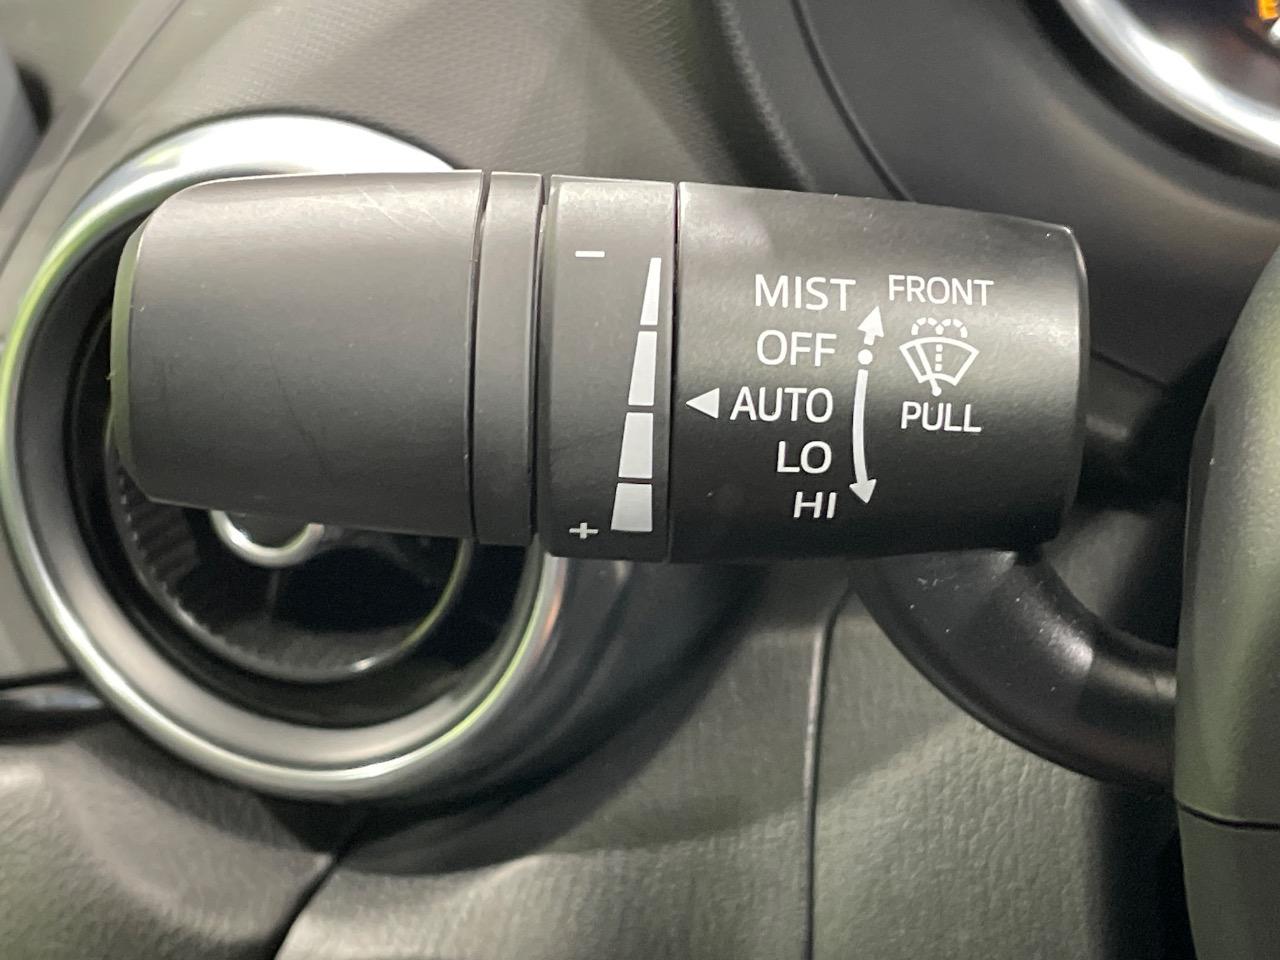 −
MIST
OFF
AUTO
LO
HI
FRONT
PULL
+